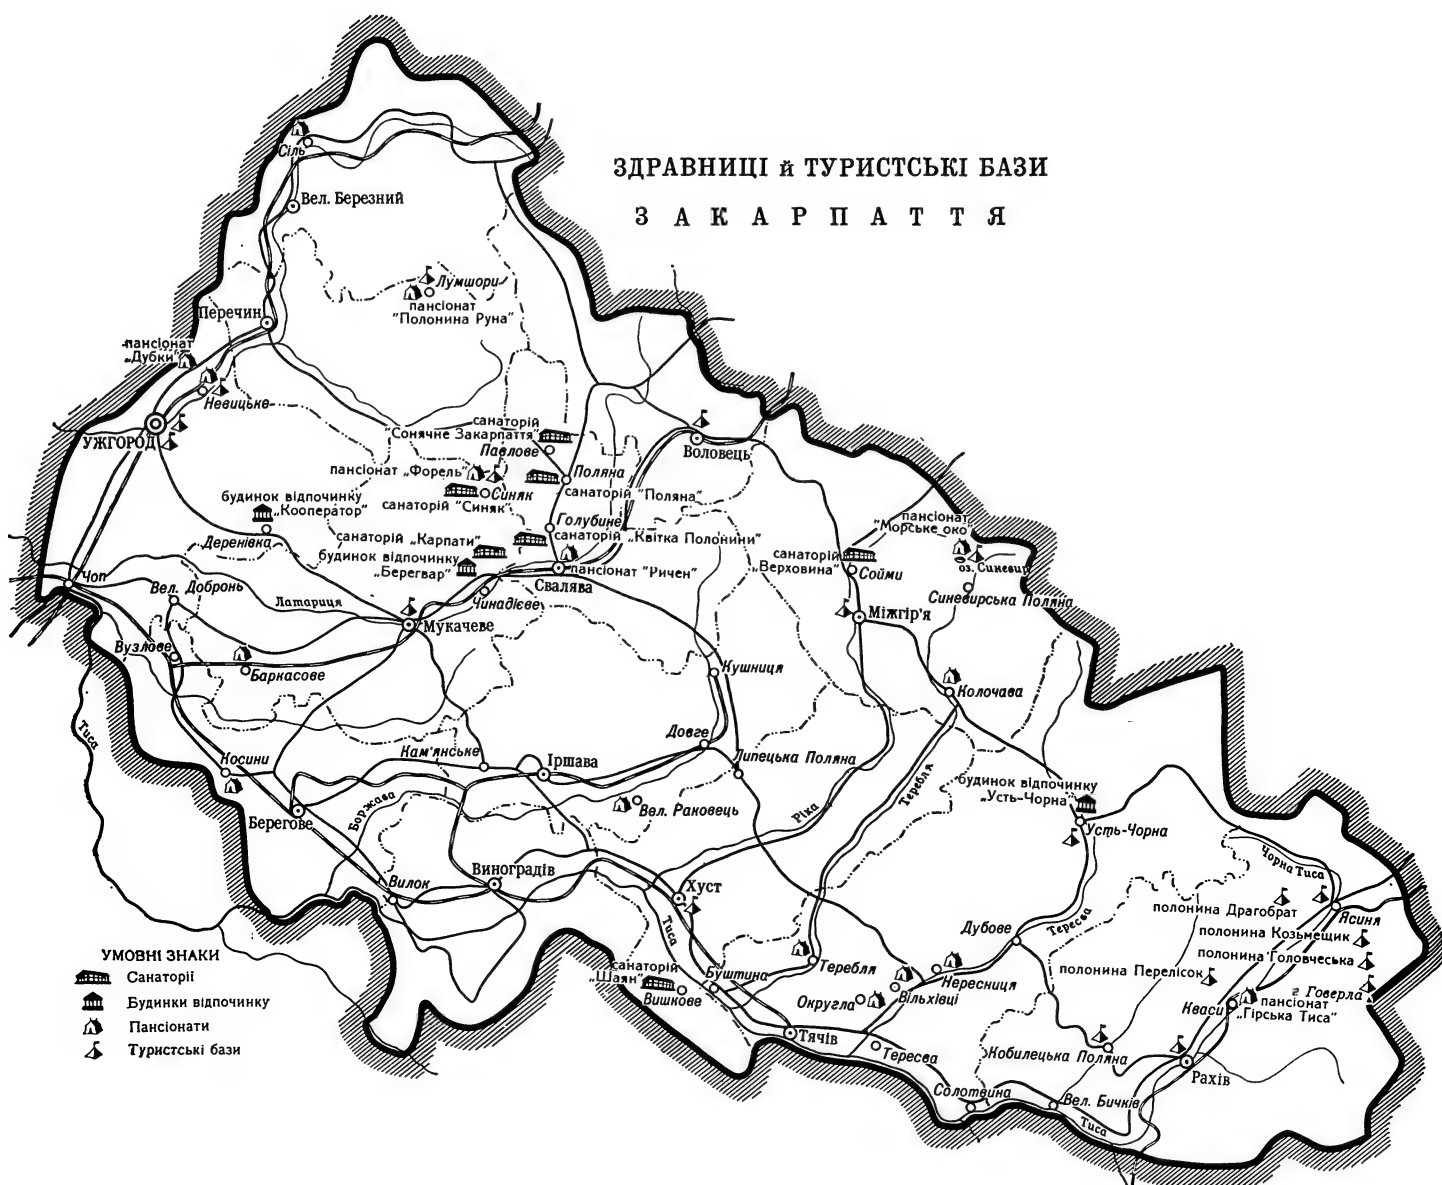 ЗДРАВНИЦІ й ТУРИСТСЬКІ БАЗИ
ЗАКАРПАТТЯ
Сіль
Вел. Березний
Лумшори
пансіонат
"Полонина Руна"
Перечин
пансіонат
„Дубки"
Невицьке
УЖГОРОД
санаторій
"Сонячне Закарпаття"
Павлове
Воловець
пансіонат „Форель"
Поляна
Синяк
санаторій "Поляна"
санаторій "Синяк"
будинок відпочинку
„Кооператор"
Голубине
санаторій „Квітка Полонини"
Деренівка
санаторій „Карпати"
будинок відпочинку
„Берегвар"
пансіонат "Ричен"
Свалява
пансіонат
"Морське око"
оз. Синевир
санаторій
"Верховина"
Сойми
Синевирська Поляна
Міжгір'я
Чоп
Вел. Добронь
Латориця
Чинадієве
Мукачеве
Вузлове
Баркасове
Кушниця
Колочава
Тиса
Косини
Кам'янське
Іршава
Довге
Липецька Поляна
Теребля
будинок відпочинку
„Усть-Чорна"
Усть-Чорна
Боржава
Берегове
Вел. Раковець
Ріка
Чорна Тиса
Виноградів
Вилок
Хуст
Тиса
полонина Драгобрат
Ясиня
полонина Козьмещик
полонина Головчеська
Дубове
Тересва
полонина Перелісок
г Говерла
санаторій
„Шаян"
Вишкове
Буштина
Теребля
Нересниця
Вільхівці
Округла
Кваси
пансіонат
„Гірська Тиса"
Тячів
Тересва
Кобилецька Поляна
Рахів
Солотвина
Вел. Бичків
Тиса
УМОВНІ ЗНАКИ
Санаторії
Будинки відпочинку
Пансіонати
Туристські бази